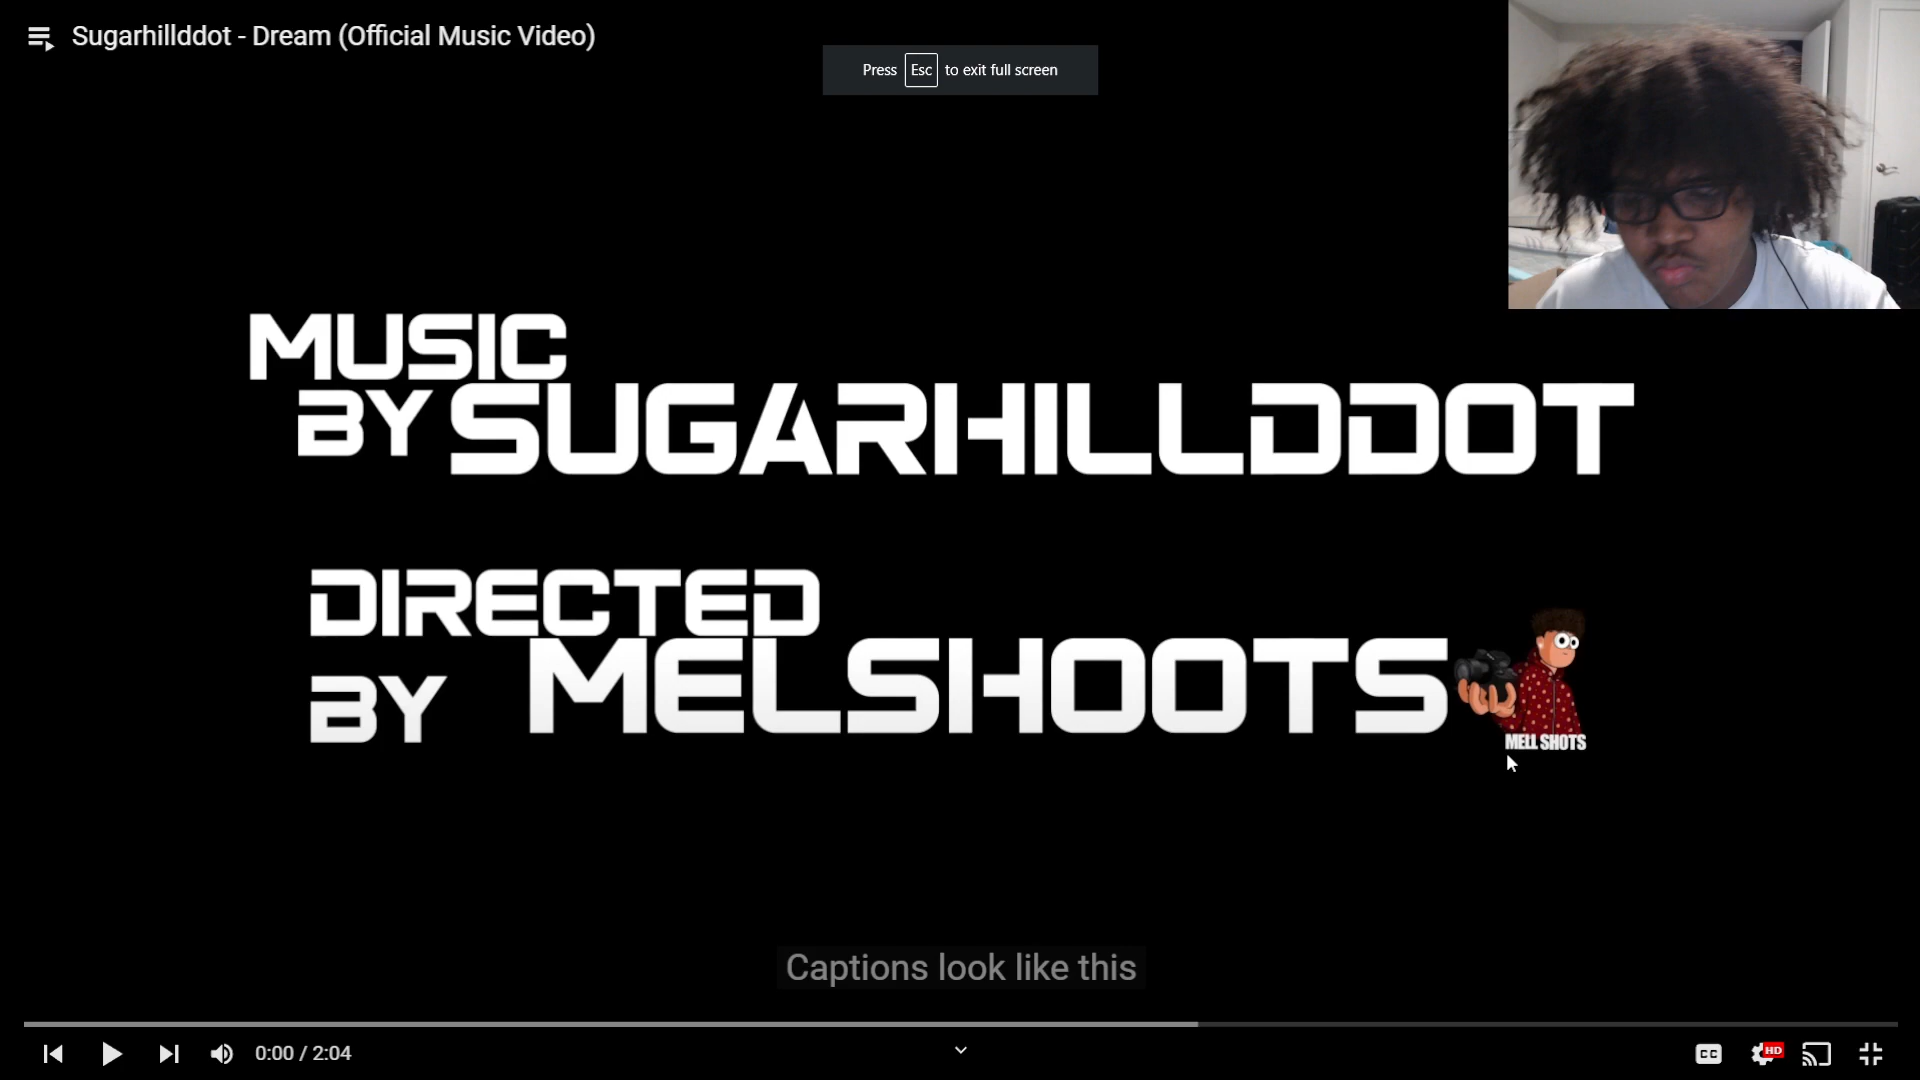 Sugarhillddot - Dream (Official Music Video)
Press Esc to exit full screen
MUSIC
BY SUGARHILLDDOT
DIRECTED
BY MELSHOOTS
MELL SHOTS
Captions look like this
0:00 / 2:04
CC
HD